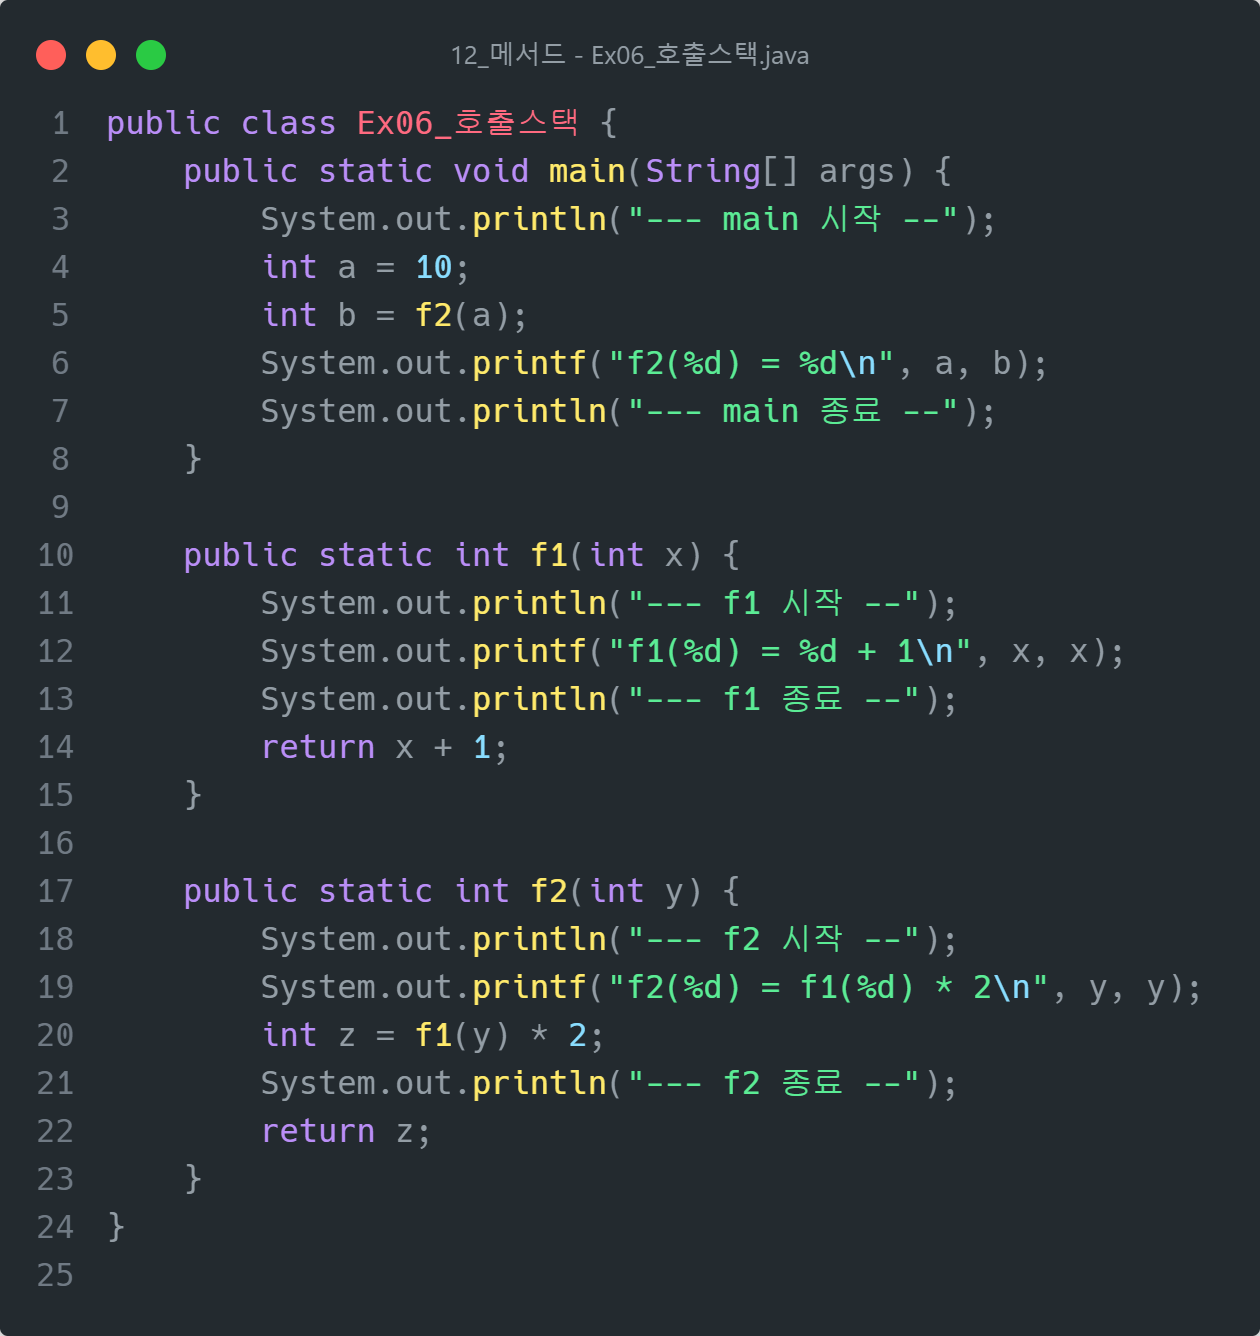 12_메서드 - Ex06_호출스택.java
1 public class Ex06_호출스택 {
2     public static void main(String[] args) {
3         System.out.println("--- main 시작 --");
4         int a = 10;
5         int b = f2(a);
6         System.out.printf("f2(%d) = %d\n", a, b);
7         System.out.println("--- main 종료 --");
8     }
9
10     public static int f1(int x) {
11         System.out.println("--- f1 시작 --");
12         System.out.printf("f1(%d) = %d + 1\n", x, x);
13         System.out.println("--- f1 종료 --");
14         return x + 1;
15     }
16
17     public static int f2(int y) {
18         System.out.println("--- f2 시작 --");
19         System.out.printf("f2(%d) = f1(%d) * 2\n", y, y);
20         int z = f1(y) * 2;
21         System.out.println("--- f2 종료 --");
22         return z;
23     }
24 }
25